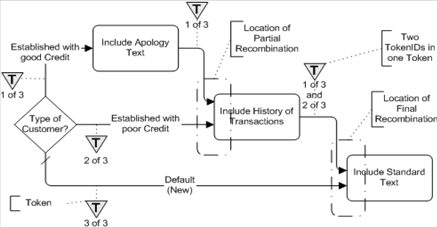 T
1 of 3
Location of
Partial
Recombination
Two
TokenIDs in
one Token
Established with
good Credit
Include Apology
Text
T
1 of 3
T
1 of 3
and
2 of 3
Location of
Final
Recombination
Type of
Customer?
Established with
poor Credit
Include History of
Transactions
T
2 of 3
Default
(New)
Include Standard
Text
Token
T
3 of 3